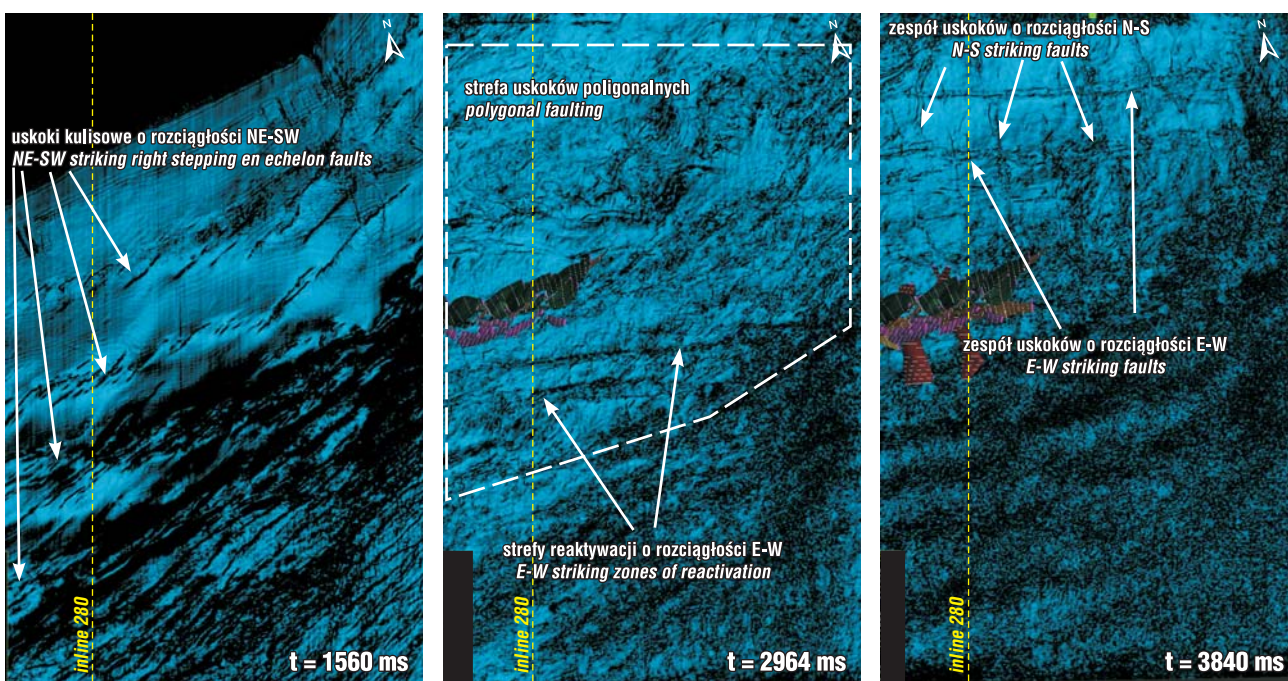 N
uskoki kulisowe o rozciągłości NE-SW
NE-SW striking right stepping en echelon faults
inline 280
t = 1560 ms
N
strefa uskoków poligonalnych
polygonal faulting
strefy reaktywacji o rozciągłości E-W
E-W striking zones of reactivation
inline 280
t = 2964 ms
zespół uskoków o rozciągłości N-S
N-S striking faults
N
zespół uskoków o rozciągłości E-W
E-W striking faults
inline 280
t = 3840 ms